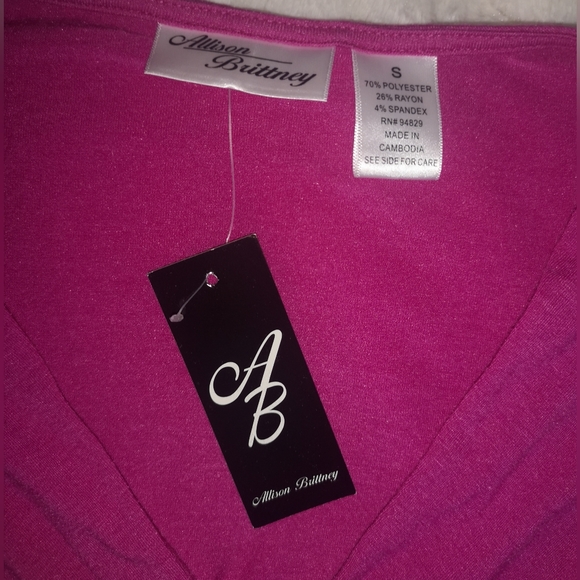 Allison
Brittney
S
70% POLYESTER
26% RAYON
4% SPANDEX
RN# 94829
MADE IN
CAMBODIA
SEE SIDE FOR CARE
AB
Allison Brittney